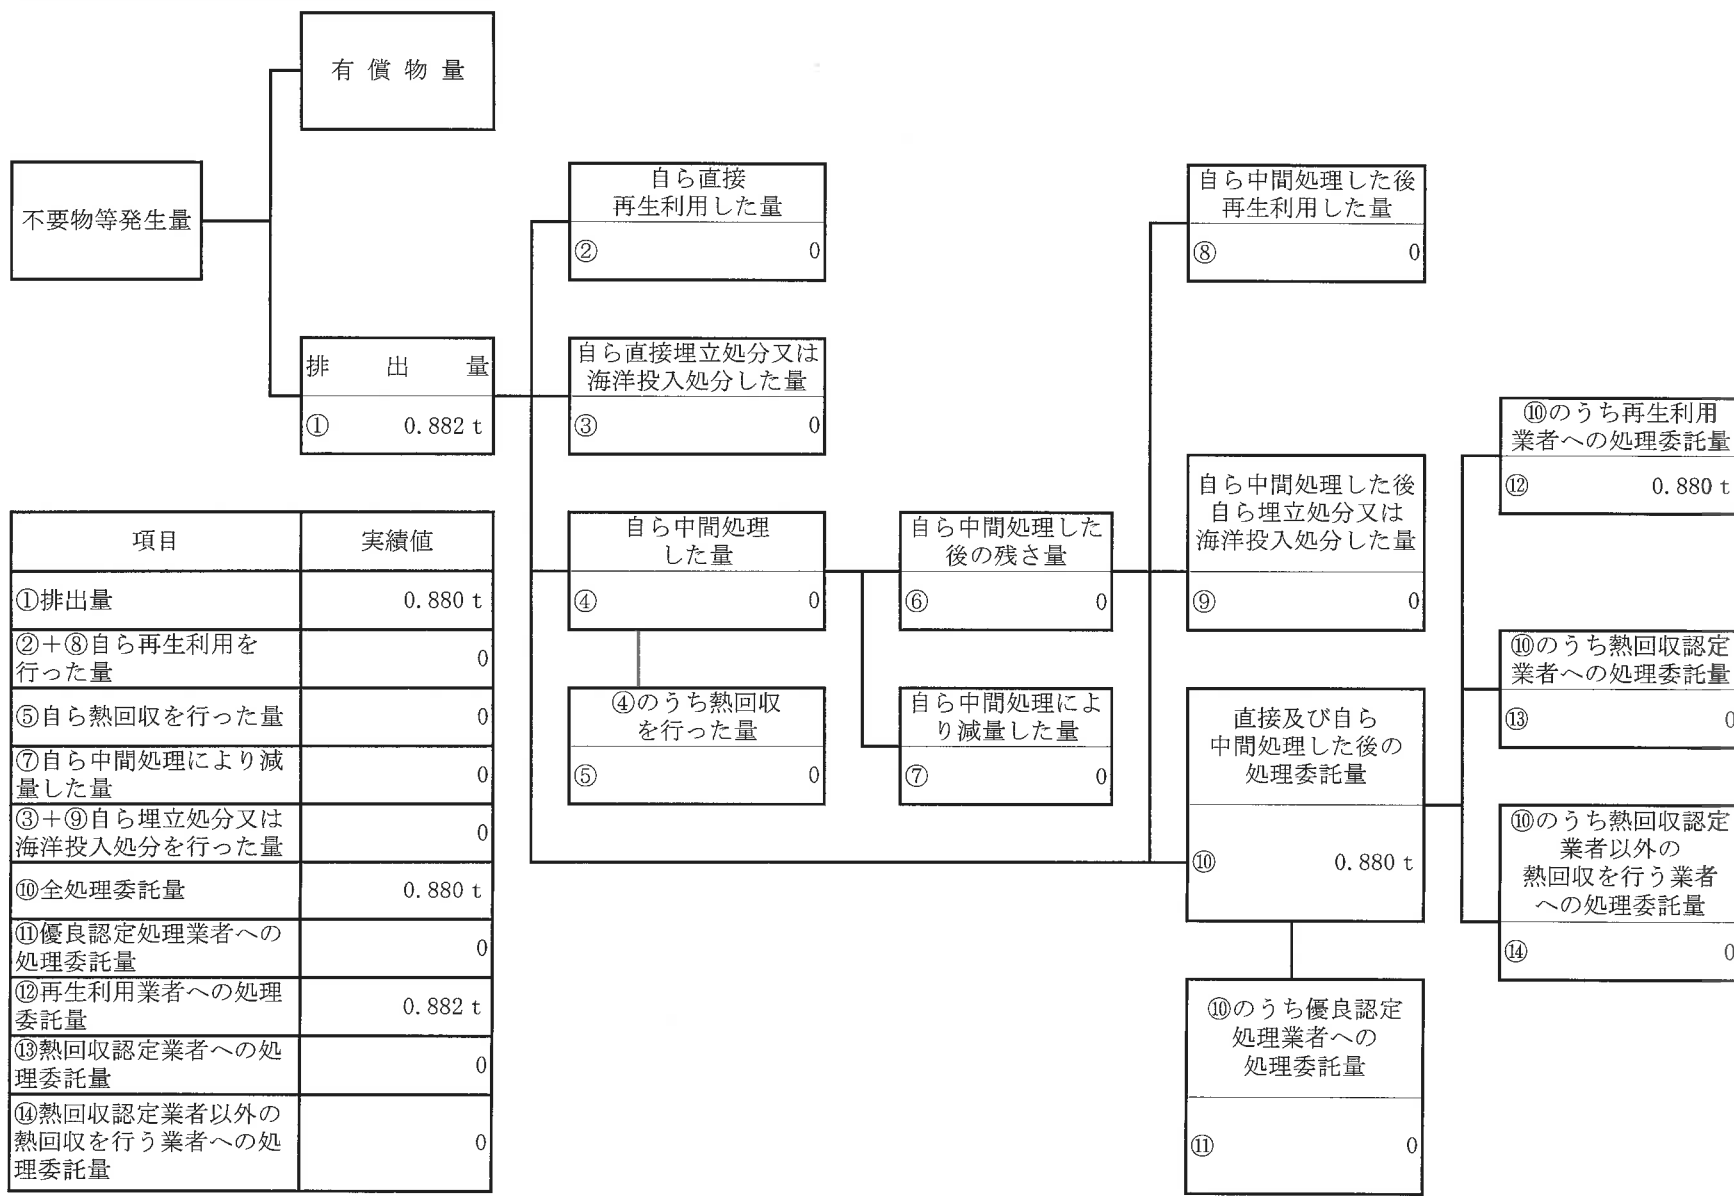 有償物量
不要物等発生量
排出量
① 0.882 t
自ら直接
再生利用した量
② 0
自ら直接埋立処分又は
海洋投入処分した量
③ 0
自ら中間処理
した量
④ 0
④のうち熱回収
を行った量
⑤ 0
自ら中間処理した
後の残さ量
⑥ 0
自ら中間処理によ
り減量した量
⑦ 0
自ら中間処理した後
再生利用した量
⑧ 0
自ら中間処理した後
自ら埋立処分又は
海洋投入処分した量
⑨ 0
直接及び自ら
中間処理した後の
処理委託量
⑩ 0.880 t
⑩のうち優良認定
処理業者への
処理委託量
⑪ 0
⑩のうち再生利用
業者への処理委託量
⑫ 0.880 t
⑩のうち熱回収認定
業者への処理委託量
⑬ 0
⑩のうち熱回収認定
業者以外の
熱回収を行う業者
への処理委託量
⑭ 0
項目 実績値
①排出量 0.880 t
②+⑧自ら再生利用を
行った量 0
⑤自ら熱回収を行った量 0
⑦自ら中間処理により減
量した量 0
③+⑨自ら埋立処分又は
海洋投入処分を行った量 0
⑩全処理委託量 0.880 t
⑪優良認定処理業者への
処理委託量 0
⑫再生利用業者への処理
委託量 0.882 t
⑬熱回収認定業者への処
理委託量 0
⑭熱回収認定業者以外の
熱回収を行う業者への処
理委託量 0